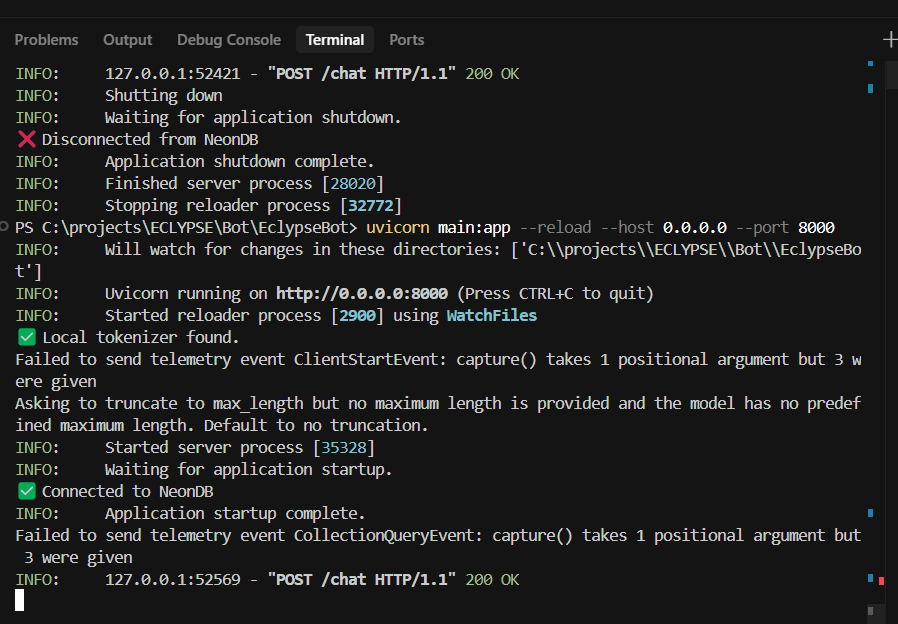 Problems Output Debug Console Terminal Ports
INFO: 127.0.0.1:52421 - "POST /chat HTTP/1.1" 200 OK
INFO: Shutting down
INFO: Waiting for application shutdown.
❌ Disconnected from NeonDB
INFO: Application shutdown complete.
INFO: Finished server process [28020]
INFO: Stopping reloader process [32772]
PS C:\projects\ECLYPSE\Bot\EclypseBot> uvicorn main:app --reload --host 0.0.0.0 --port 8000
INFO: Will watch for changes in these directories: ['C:\\projects\\ECLYPSE\\Bot\\EclypseBo
t']
INFO: Uvicorn running on http://0.0.0.0:8000 (Press CTRL+C to quit)
INFO: Started reloader process [2900] using WatchFiles
✅ Local tokenizer found.
Failed to send telemetry event ClientStartEvent: capture() takes 1 positional argument but 3 w
ere given
Asking to truncate to max_length but no maximum length is provided and the model has no predef
ined maximum length. Default to no truncation.
INFO: Started server process [35328]
INFO: Waiting for application startup.
✅ Connected to NeonDB
INFO: Application startup complete.
Failed to send telemetry event CollectionQueryEvent: capture() takes 1 positional argument but
3 were given
INFO: 127.0.0.1:52569 - "POST /chat HTTP/1.1" 200 OK